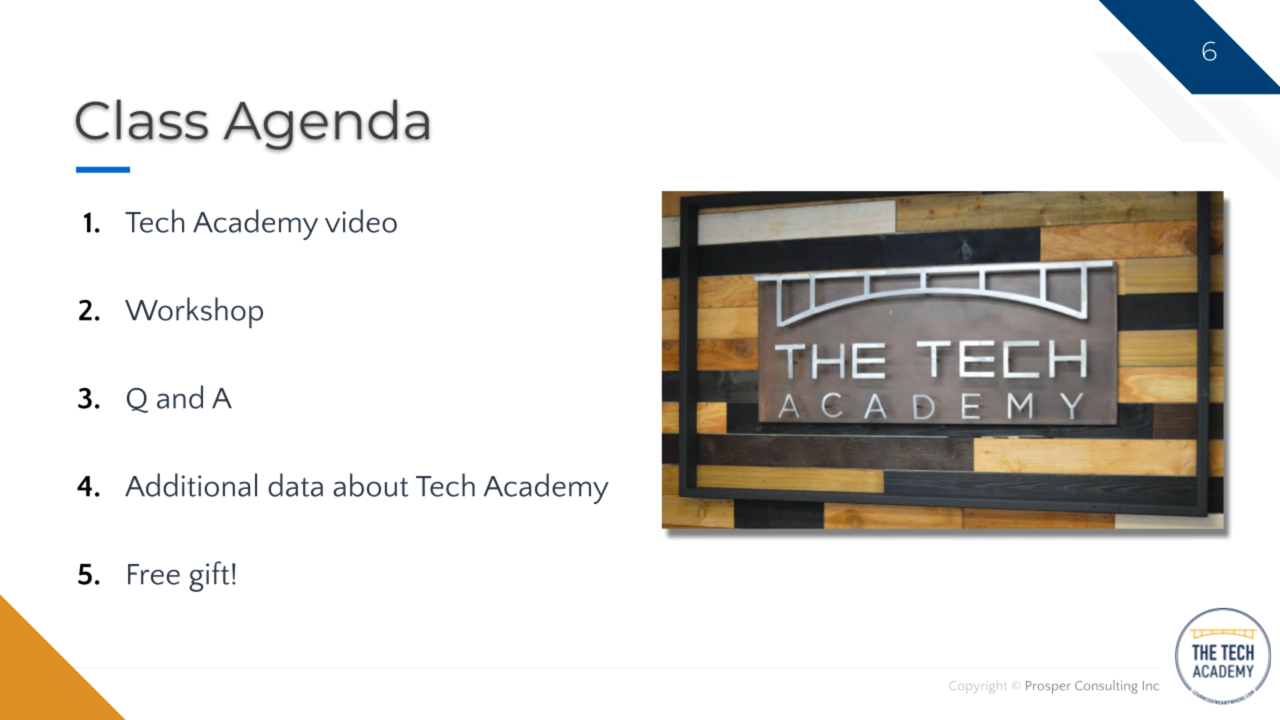 6
Class Agenda
1. Tech Academy video
2. Workshop
3. Q and A
4. Additional data about Tech Academy
5. Free gift!
THE TECH
ACADEMY
THE TECH
ACADEMY
Copyright © Prosper Consulting Inc